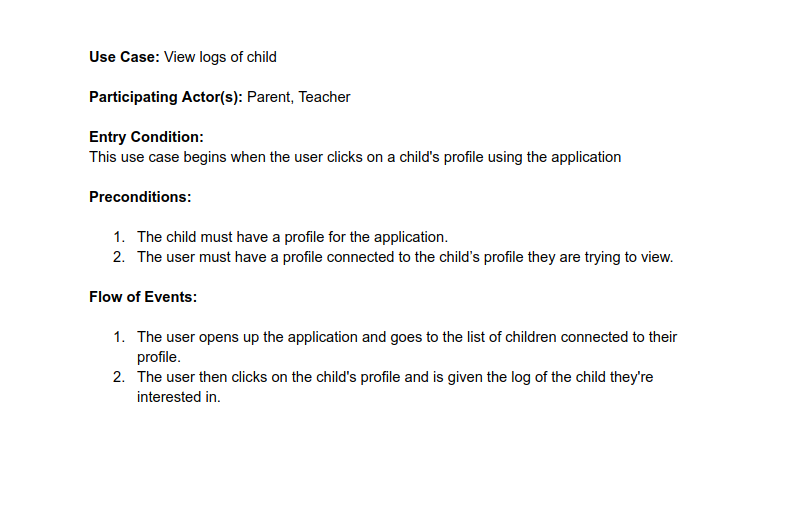 Use Case: View logs of child
Participating Actor(s): Parent, Teacher
Entry Condition:
This use case begins when the user clicks on a child's profile using the application
Preconditions:
1. The child must have a profile for the application.
2. The user must have a profile connected to the child’s profile they are trying to view.
Flow of Events:
1. The user opens up the application and goes to the list of children connected to their
profile.
2. The user then clicks on the child's profile and is given the log of the child they're
interested in.